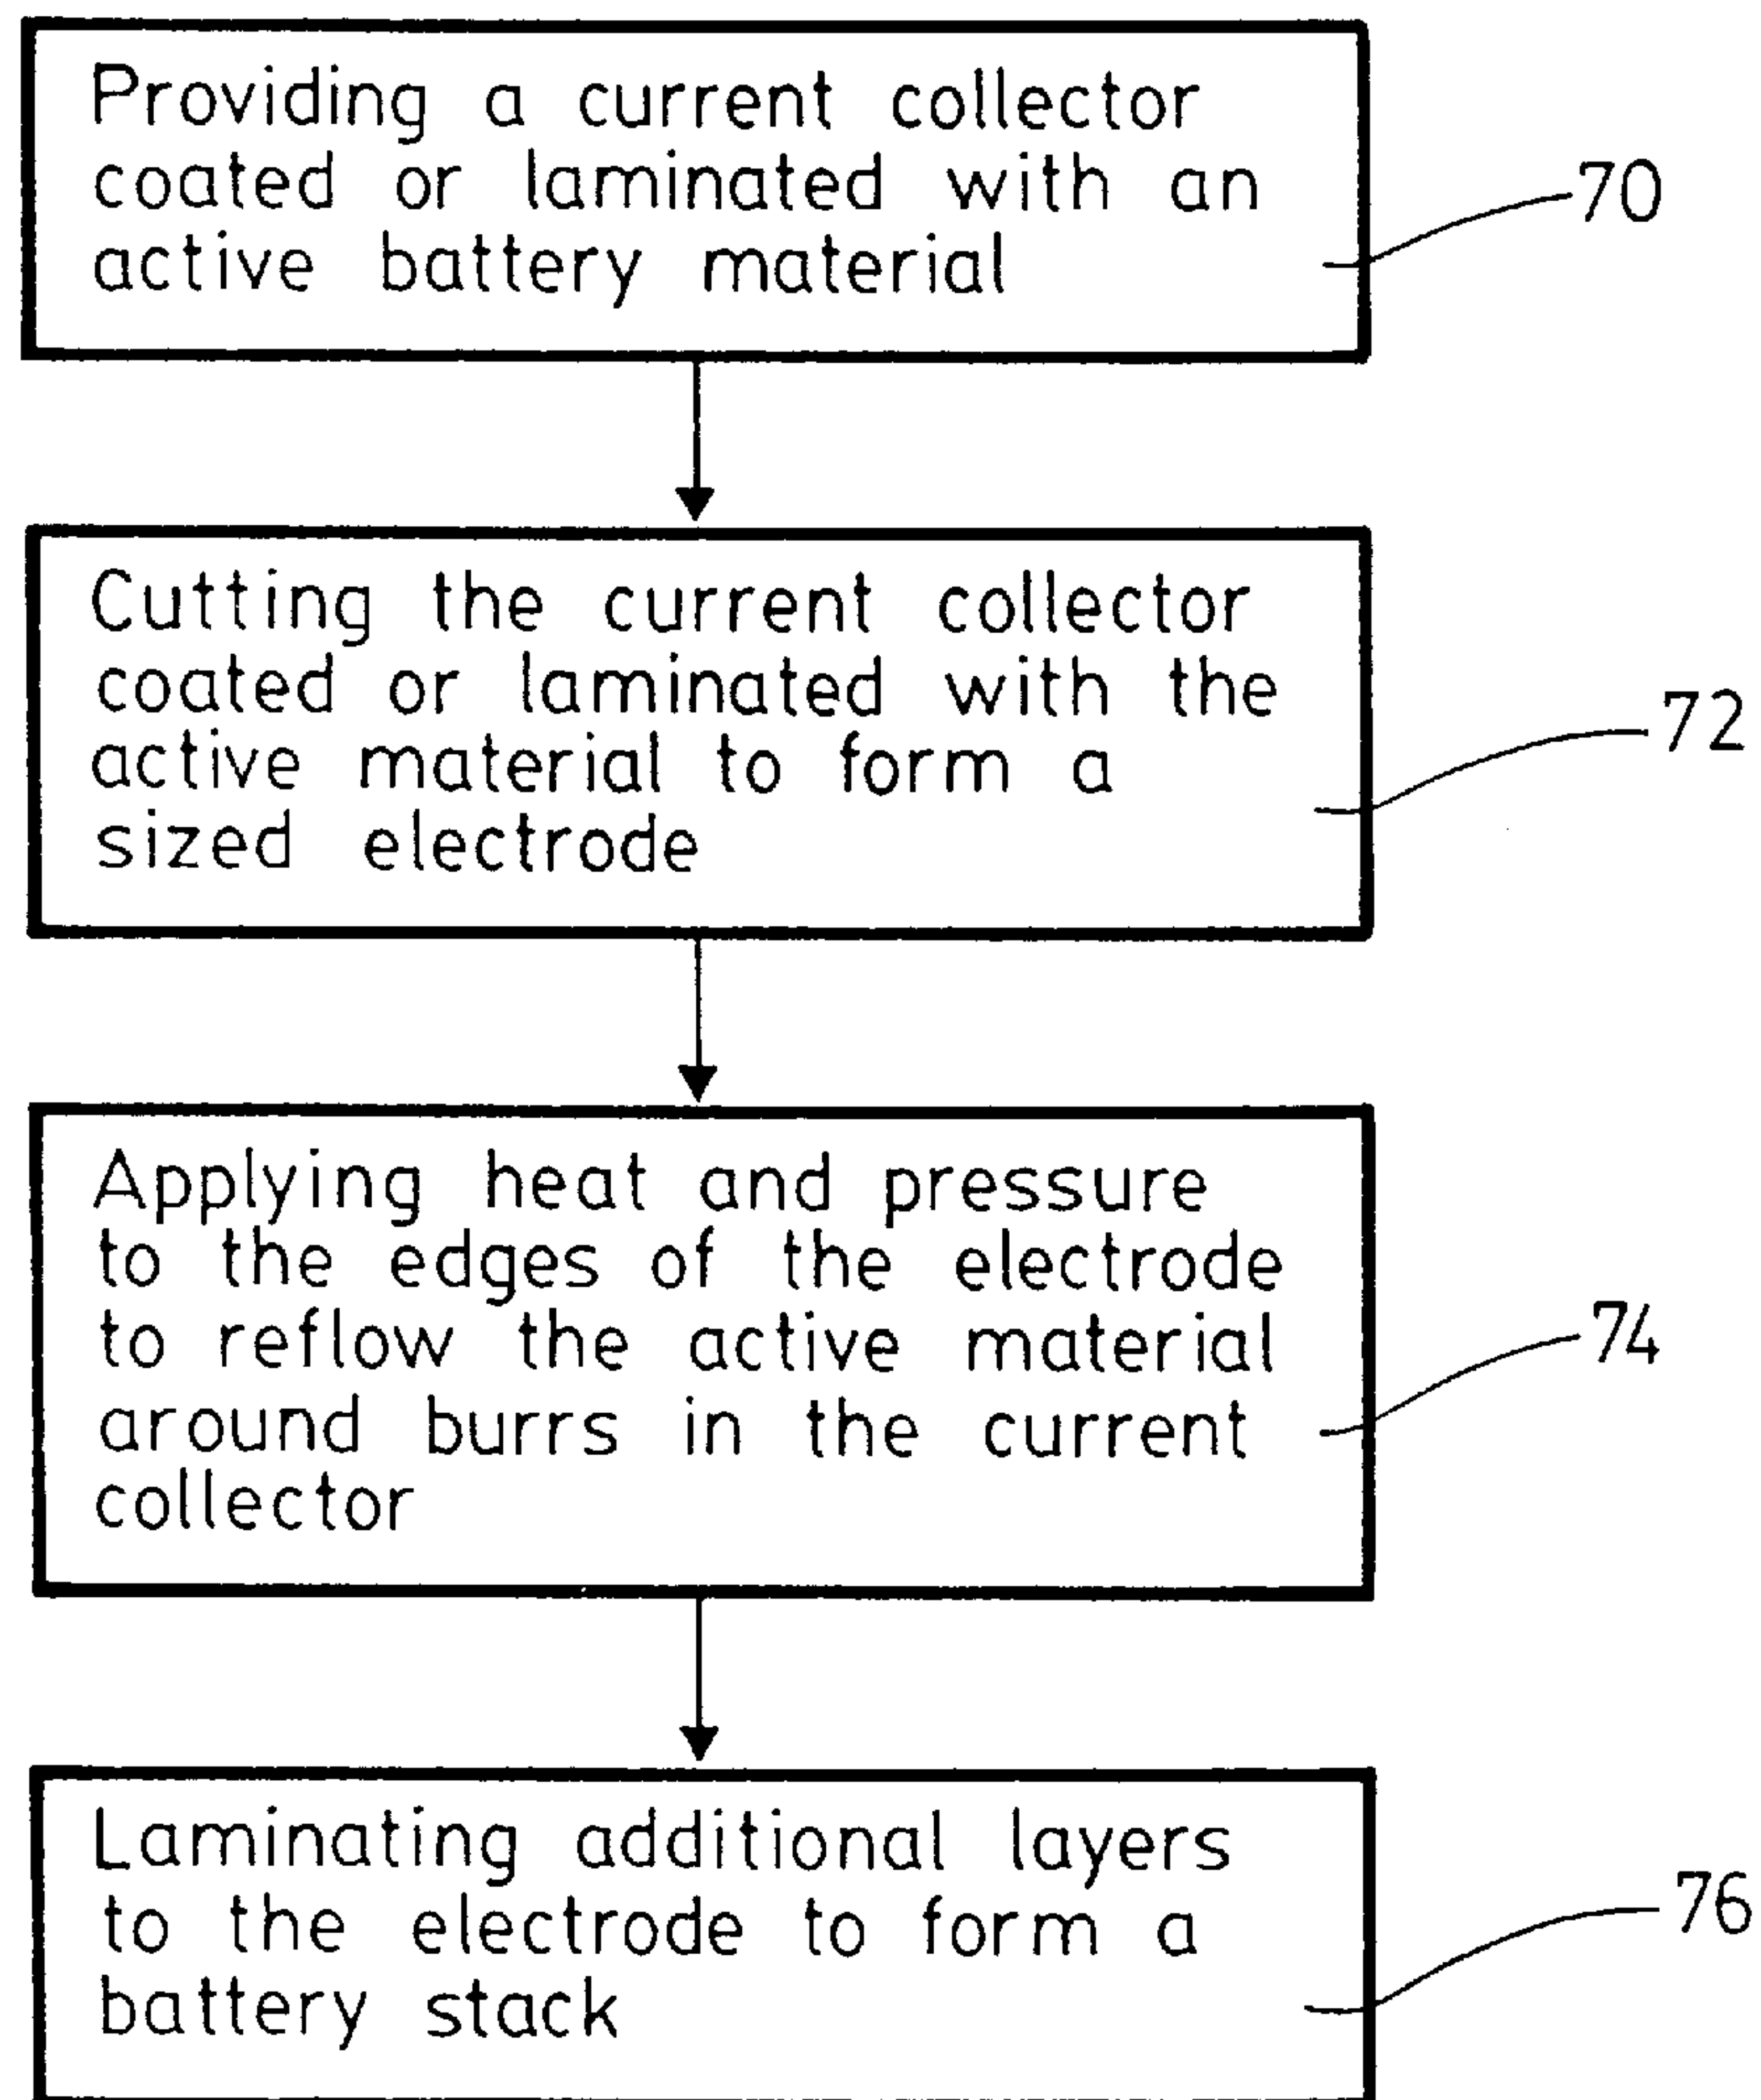 Providing a current collector
coated or laminated with an
active battery material
70
Cutting the current collector
coated or laminated with the
active material to form a
sized electrode
72
Applying heat and pressure
to the edges of the electrode
to reflow the active material
around burrs in the current
collector
74
Laminating additional layers
to the electrode to form a
battery stack
76